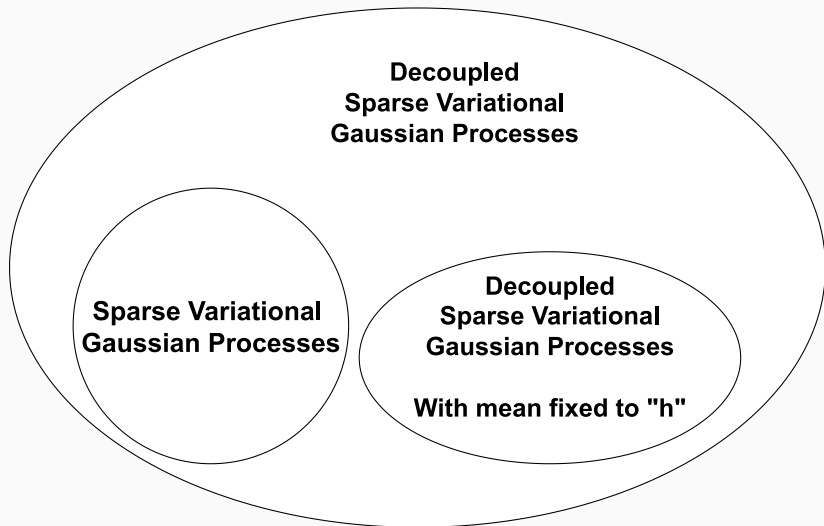 Decoupled
Sparse Variational
Gaussian Processes
Sparse Variational
Gaussian Processes
Decoupled
Sparse Variational
Gaussian Processes
With mean fixed to "h"